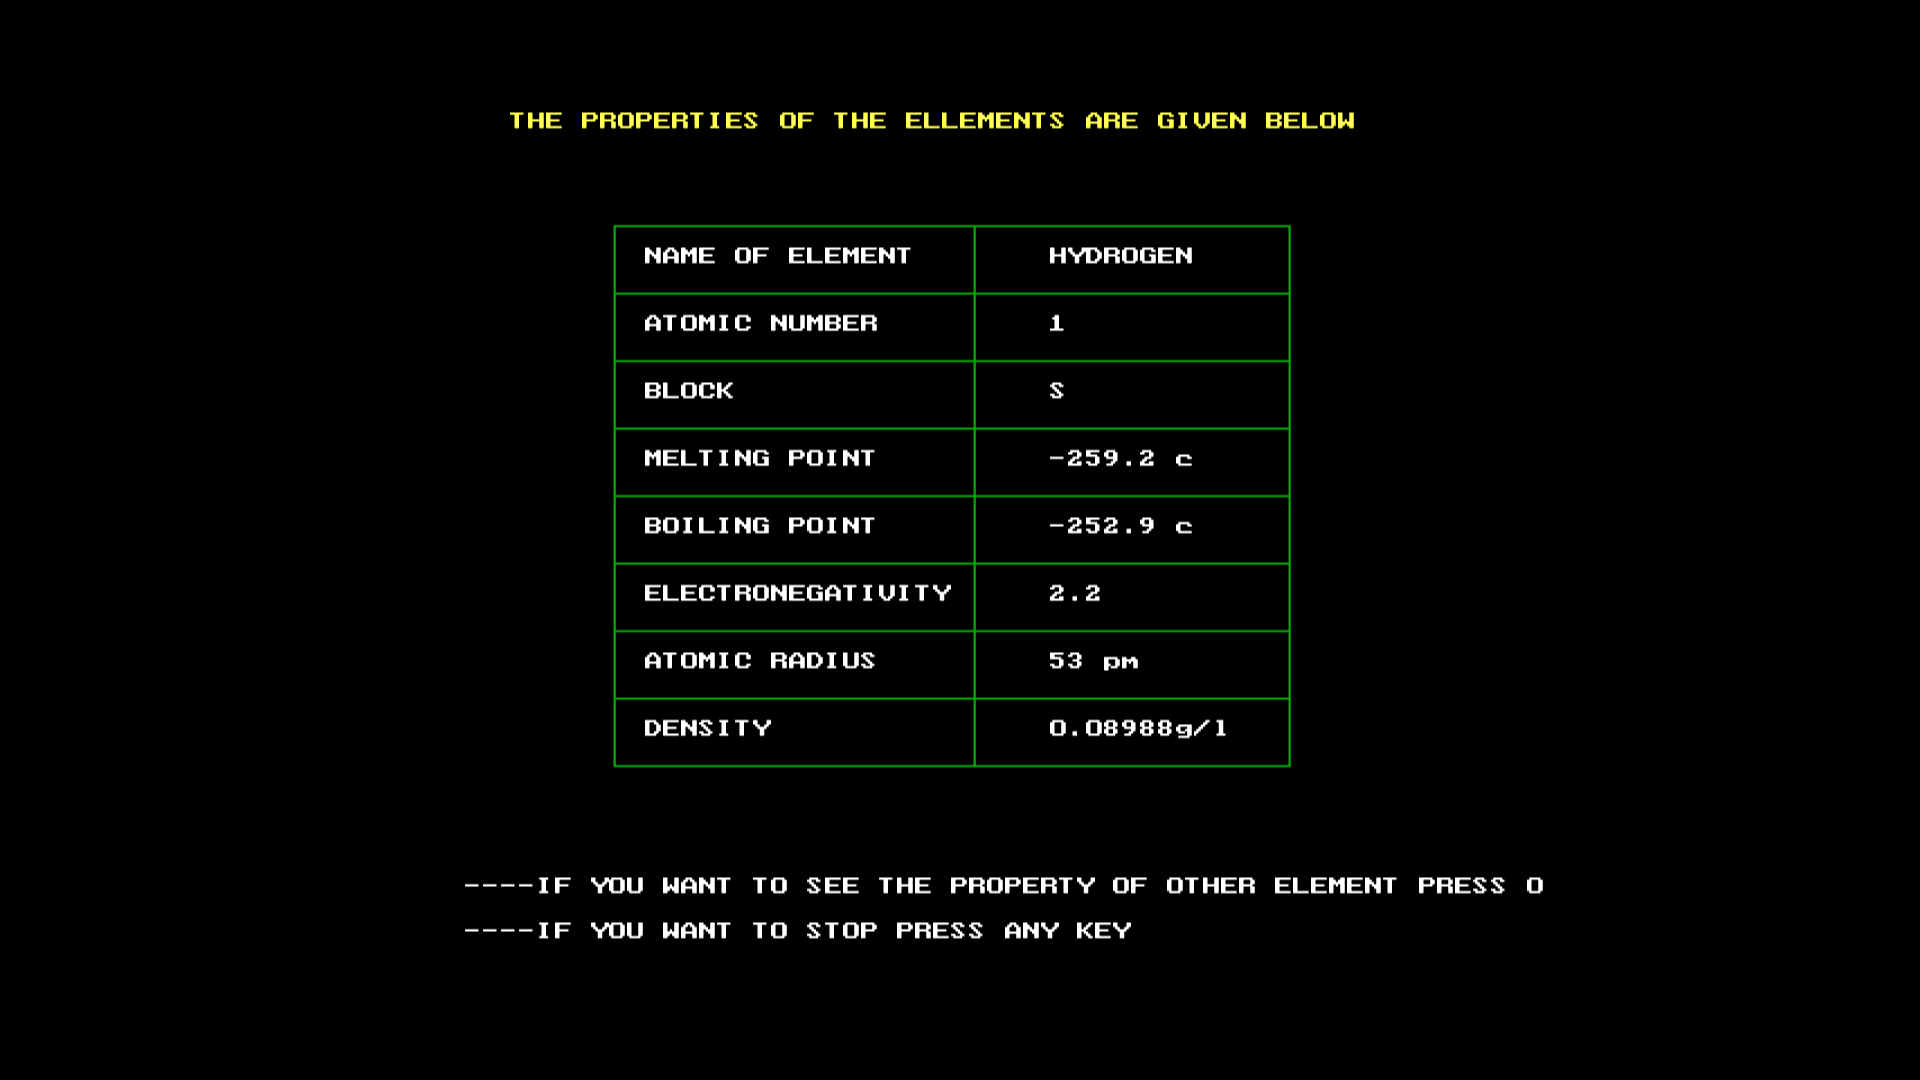 THE PROPERTIES OF THE ELLEMENTS ARE GIVEN BELOW
NAME OF ELEMENT HYDROGEN
ATOMIC NUMBER 1
BLOCK S
MELTING POINT -259.2 c
BOILING POINT -252.9 c
ELECTRONEGATIVITY 2.2
ATOMIC RADIUS 53 pm
DENSITY 0.08988g/l
----IF YOU WANT TO SEE THE PROPERTY OF OTHER ELEMENT PRESS 0
----IF YOU WANT TO STOP PRESS ANY KEY